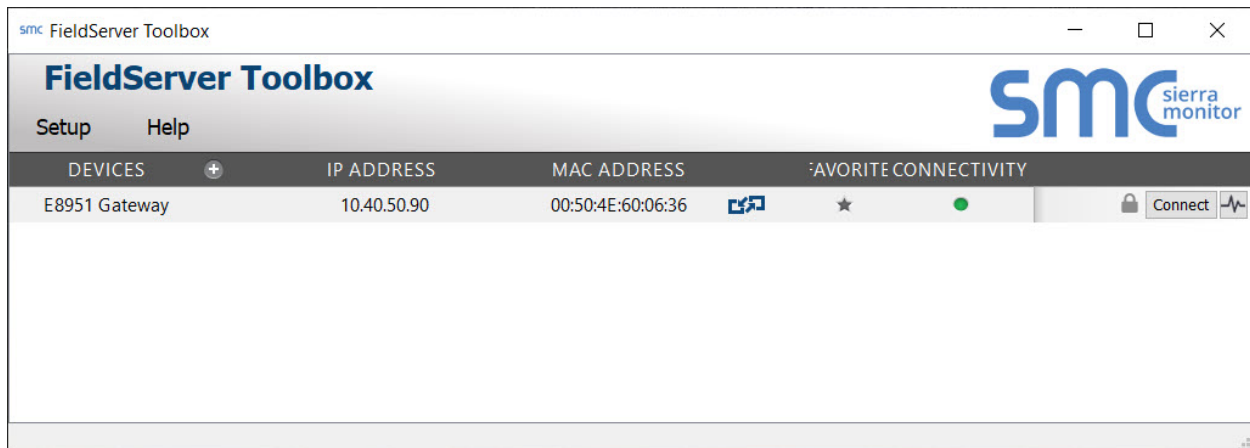 smc FieldServer Toolbox
FieldServer Toolbox
smc sierra monitor
Setup Help
DEVICES IP ADDRESS MAC ADDRESS FAVORITE CONNECTIVITY
E8951 Gateway 10.40.50.90 00:50:4E:60:06:36 Connect